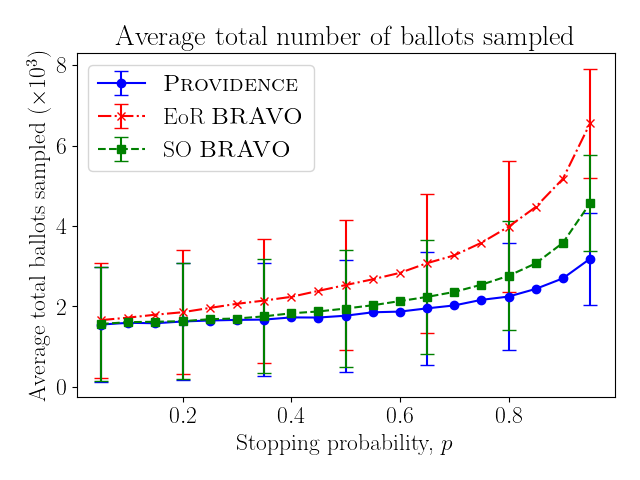 Average total number of ballots sampled
Average total ballots sampled (×10³)
8
6
4
2
0
PROVIDENCE
EoR BRAVO
SO BRAVO
0.2
0.4
0.6
0.8
Stopping probability, p